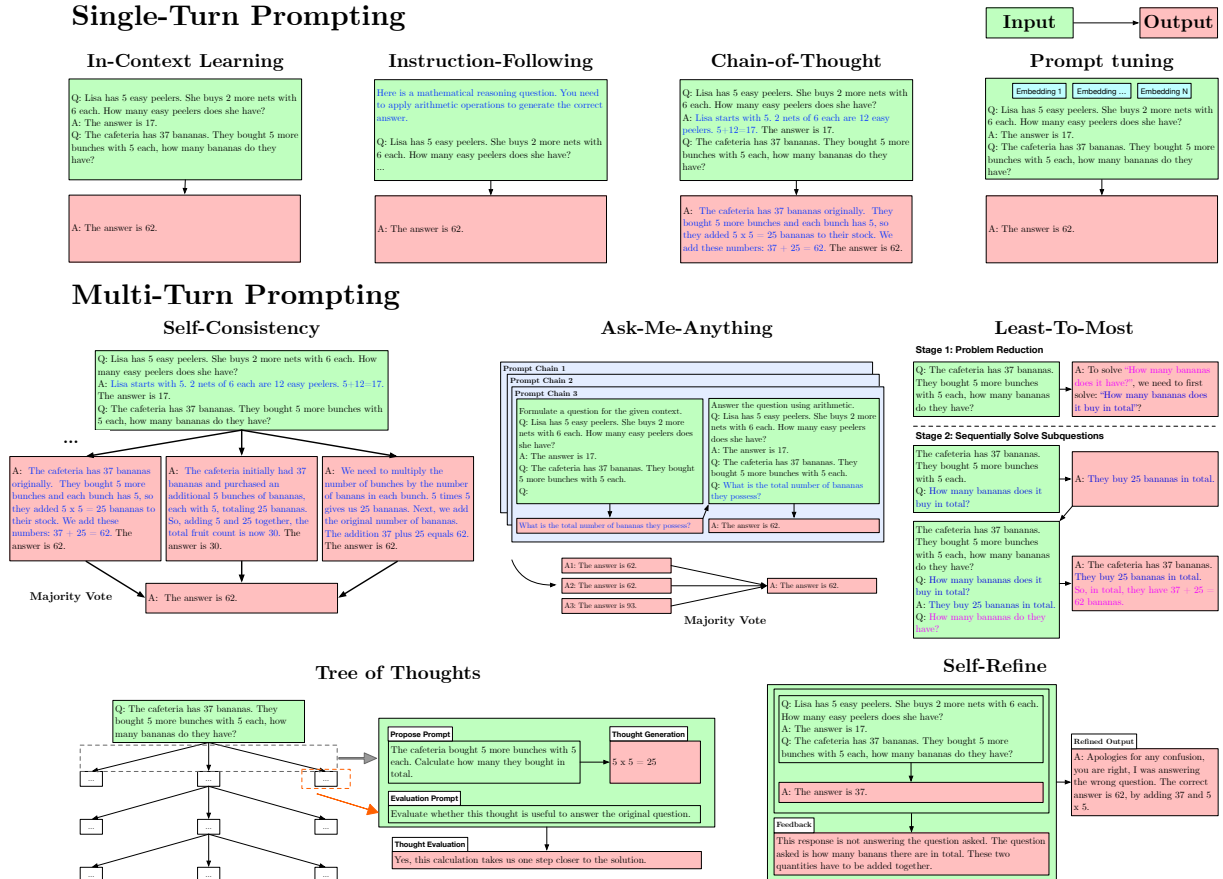 Single-Turn Prompting
Input
Output
In-Context Learning
Q: Lisa has 5 easy peelers. She buys 2 more nets with
6 each. How many easy peelers does she have?
A: The answer is 17.
Q: The cafeteria has 37 bananas. They bought 5 more
bunches with 5 each, how many bananas do they
have?
A: The answer is 62.
Instruction-Following
Here is a mathematical reasoning question. You need
to apply arithmetic operations to generate the correct
answer.
Q: Lisa has 5 easy peelers. She buys 2 more nets with
6 each. How many easy peelers does she have?
...
A: The answer is 62.
Chain-of-Thought
Q: Lisa has 5 easy peelers. She buys 2 more nets with
6 each. How many easy peelers does she have?
A: Lisa starts with 5. 2 nets of 6 each are 12 easy
peelers. 5+12=17. The answer is 17.
Q: The cafeteria has 37 bananas. They bought 5 more
bunches with 5 each, how many bananas do they
have?
A: The cafeteria has 37 bananas originally. They
bought 5 more bunches and each bunch has 5, so
they added 5 x 5 = 25 bananas to their stock. We
add these numbers: 37 + 25 = 62. The answer is 62.
Prompt tuning
Embedding 1
Embedding ...
Embedding N
Q: Lisa has 5 easy peelers. She buys 2 more nets with
6 each. How many easy peelers does she have?
A: The answer is 17.
Q: The cafeteria has 37 bananas. They bought 5 more
bunches with 5 each, how many bananas do they
have?
A: The answer is 62.
Multi-Turn Prompting
Self-Consistency
Q: Lisa has 5 easy peelers. She buys 2 more nets with 6 each. How
many easy peelers does she have?
A: Lisa starts with 5. 2 nets of 6 each are 12 easy peelers. 5+12=17.
The answer is 17.
Q: The cafeteria has 37 bananas. They bought 5 more bunches with
5 each, how many bananas do they have?
...
A: The cafeteria has 37 bananas
originally. They bought 5 more
bunches and each bunch has 5, so
they added 5 x 5 = 25 bananas to
their stock. We add these
numbers: 37 + 25 = 62. The
answer is 62.
A: The cafeteria initially had 37
bananas and purchased an
additional 5 bunches of bananas,
each with 5, totaling 25 bananas.
So, adding 5 and 25 together, the
total fruit count is now 30. The
answer is 30.
A: We need to multiply the
number of bunches by the number
of banans in each bunch. 5 times 5
gives us 25 bananas. Next, we add
the original number of bananas.
The addition 37 plus 25 equals 62.
The answer is 62.
Majority Vote
A: The answer is 62.
Ask-Me-Anything
Prompt Chain 1
Prompt Chain 2
Prompt Chain 3
Formulate a question for the given context.
Q: Lisa has 5 easy peelers. She buys 2 more
nets with 6 each. How many easy peelers does
she have?
A: The answer is 17.
Q: The cafeteria has 37 bananas. They bought
5 more bunches with 5 each.
Q:
What is the total number of bananas they possess?
Answer the question using arithmetic.
Q: Lisa has 5 easy peelers. She buys 2 more
nets with 6 each. How many easy peelers
does she have?
A: The answer is 17.
Q: The cafeteria has 37 bananas. They
bought 5 more bunches with 5 each.
Q: What is the total number of bananas
they possess?
A: The answer is 62.
A1: The answer is 62.
A2: The answer is 62.
A3: The answer is 93.
A: The answer is 62.
Majority Vote
Least-To-Most
Stage 1: Problem Reduction
Q: The cafeteria has 37 bananas.
They bought 5 more bunches
with 5 each, how many bananas
do they have?
A: To solve “How many bananas
does it have?”, we need to first
solve: “How many bananas does
it buy in total”?
Stage 2: Sequentially Solve Subquestions
The cafeteria has 37 bananas.
They bought 5 more bunches
with 5 each.
Q: How many bananas does it
buy in total?
A: They buy 25 bananas in total.
The cafeteria has 37 bananas.
They bought 5 more bunches
with 5 each, how many bananas
do they have?
Q: How many bananas does it
buy in total?
A: They buy 25 bananas in total.
Q: How many bananas do they
have?
A: The cafeteria has 37 bananas.
They buy 25 bananas in total.
So, in total, they have 37 + 25 =
62 bananas.
Tree of Thoughts
Q: The cafeteria has 37 bananas. They
bought 5 more bunches with 5 each, how
many bananas do they have?
...
...
...
...
...
...
...
...
...
Propose Prompt
The cafeteria bought 5 more bunches with 5
each. Calculate how many they bought in
total.
Thought Generation
5 x 5 = 25
Evaluation Prompt
Evaluate whether this thought is useful to answer the original question.
Thought Evaluation
Yes, this calculation takes us one step closer to the solution.
Self-Refine
Q: Lisa has 5 easy peelers. She buys 2 more nets with 6 each.
How many easy peelers does she have?
A: The answer is 17.
Q: The cafeteria has 37 bananas. They bought 5 more
bunches with 5 each, how many bananas do they have?
A: The answer is 37.
Feedback
This response is not answering the question asked. The question
asked is how many banans there are in total. These two
quantities have to be added together.
Refined Output
A: Apologies for any confusion,
you are right, I was answering
the wrong question. The correct
answer is 62, by adding 37 and 5
x 5.